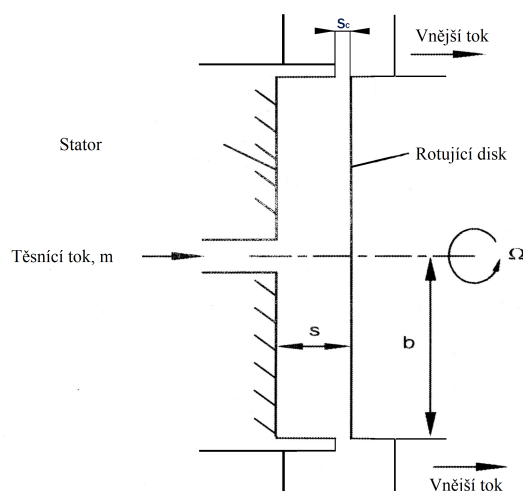 Sc
Vnější tok
Stator
Rotující disk
Těsnící tok, m
Ω
s
b
Vnější tok